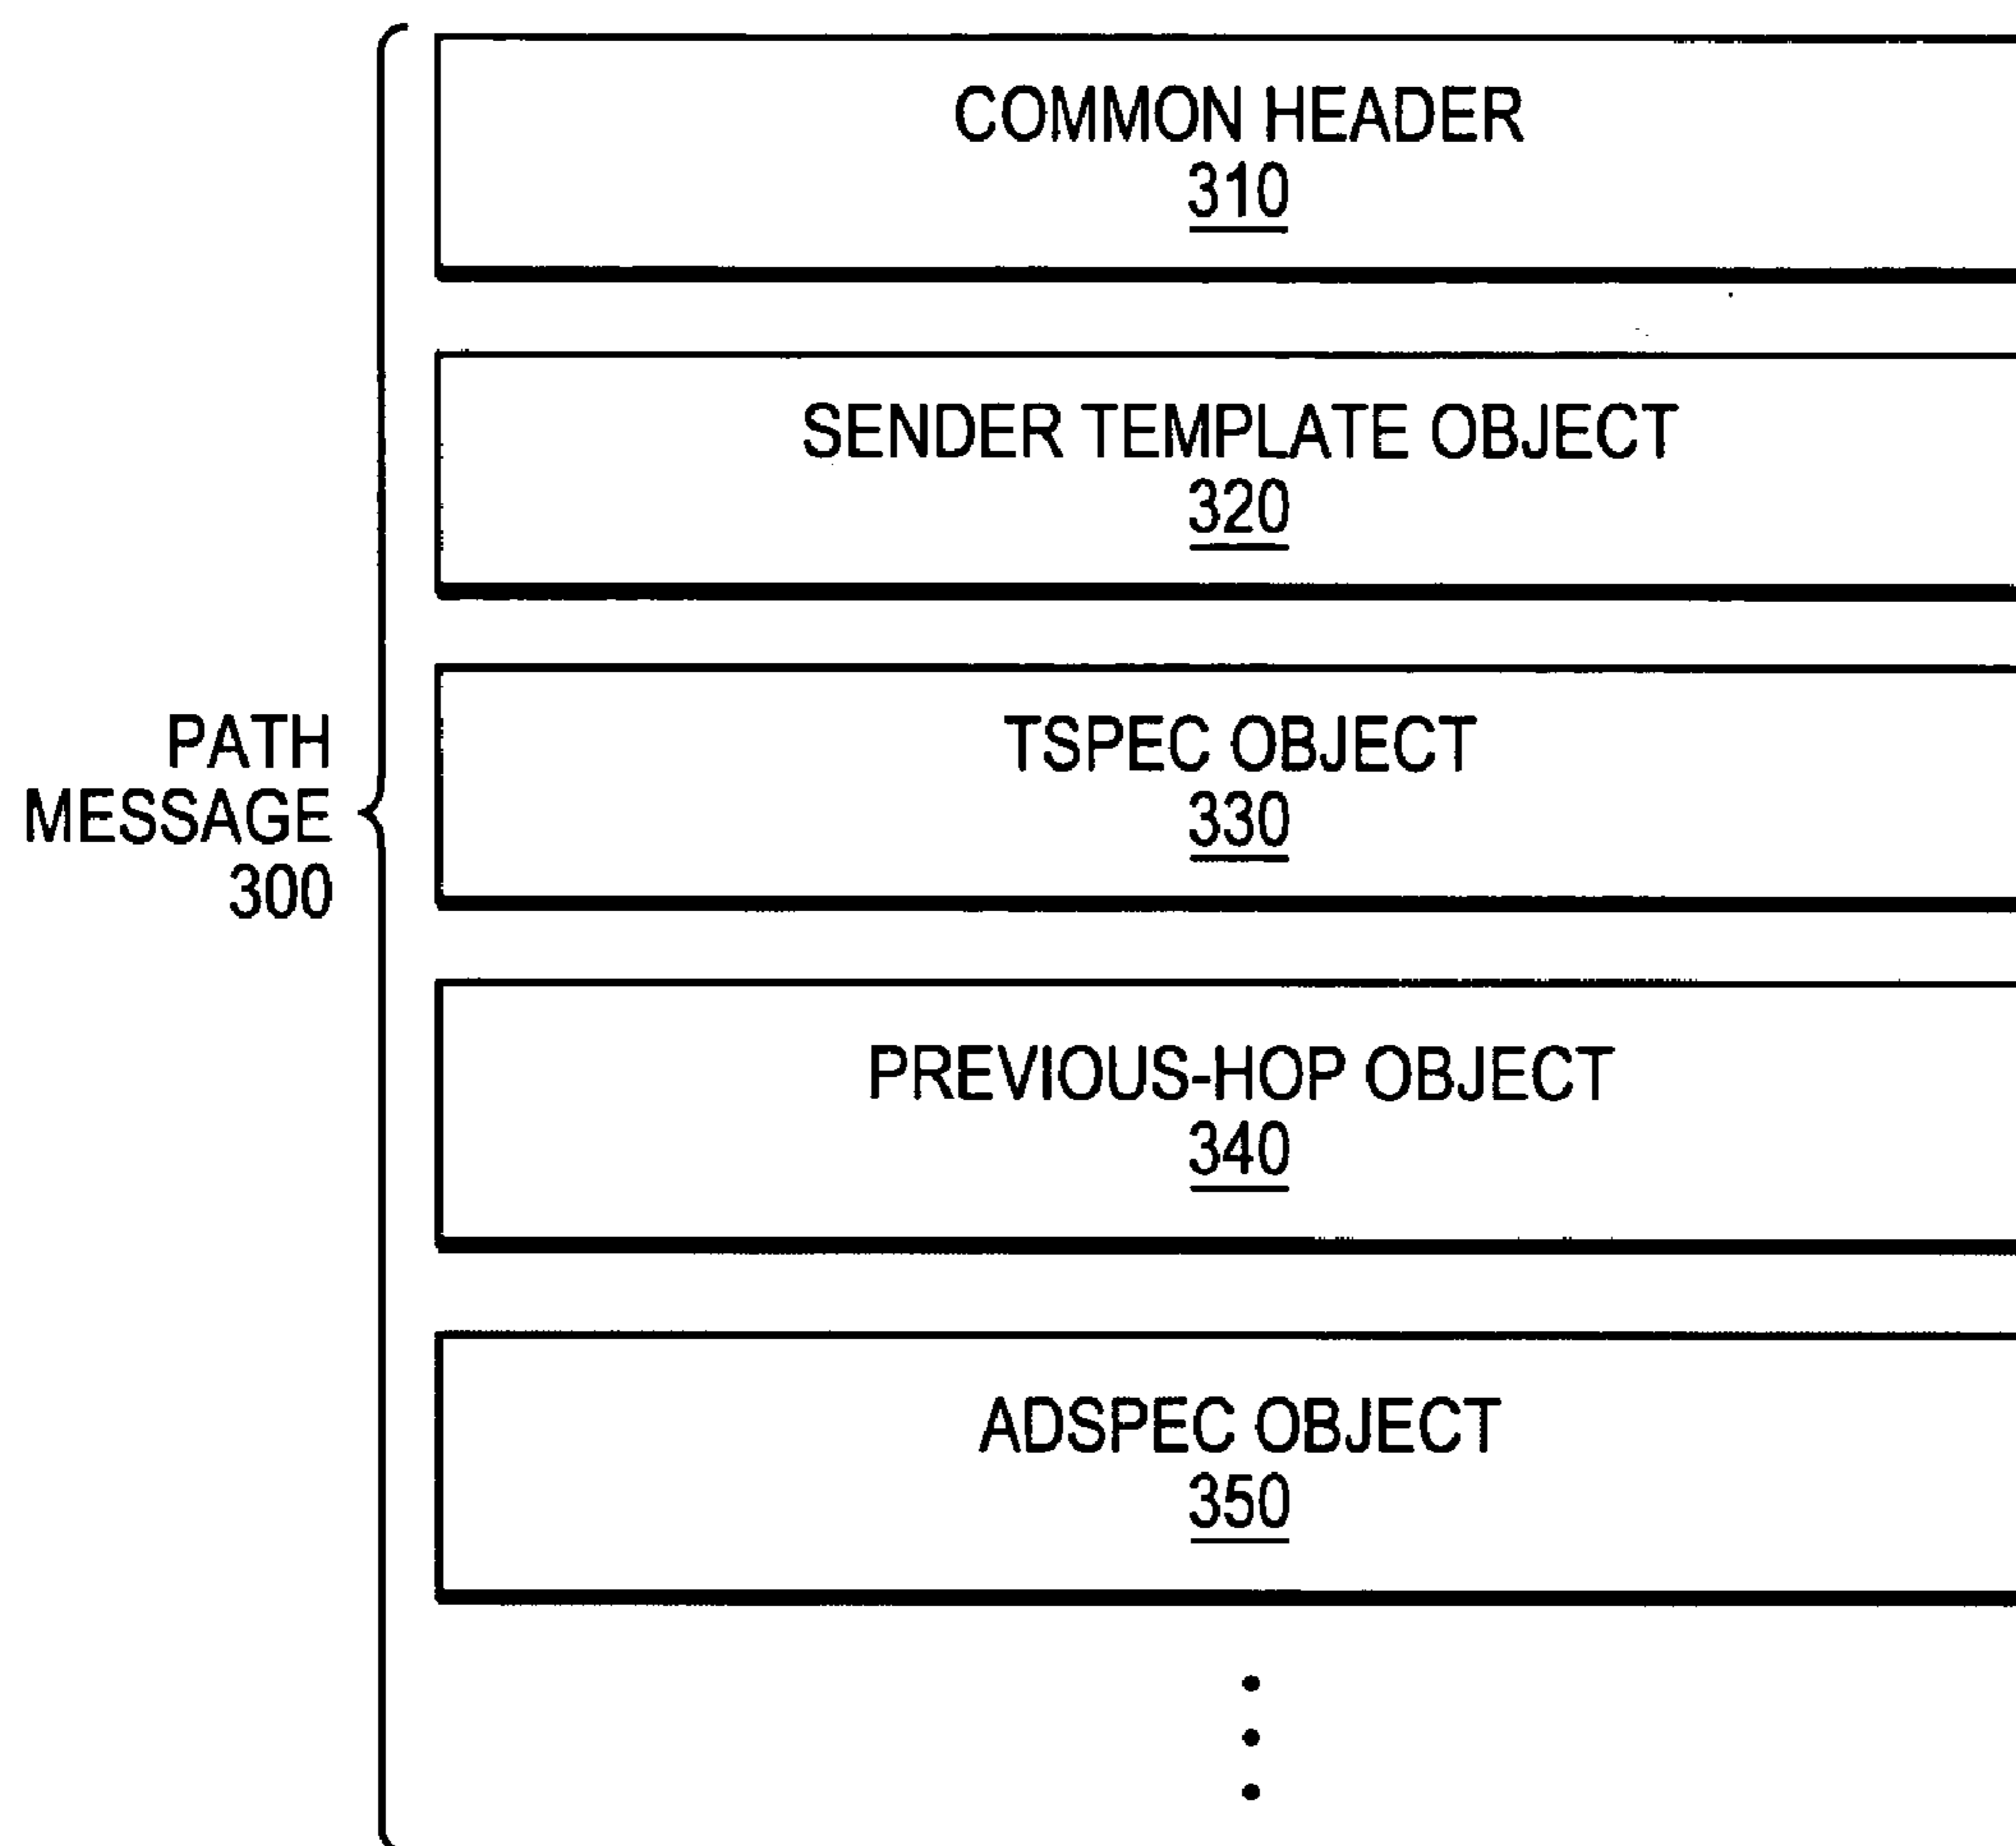 COMMON HEADER
310
SENDER TEMPLATE OBJECT
320
PATH
MESSAGE
300
TSPEC OBJECT
330
PREVIOUS-HOP OBJECT
340
ADSPEC OBJECT
350